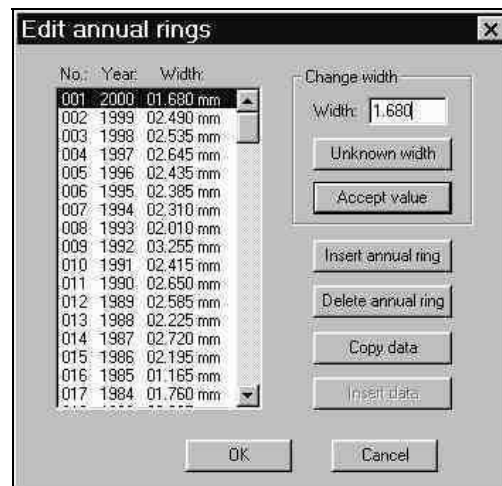 Edit annual rings
No.: Year: Width:
001 2000 01.680 mm
002 1999 02.490 mm
003 1998 02.535 mm
004 1997 02.645 mm
005 1996 02.435 mm
006 1995 02.385 mm
007 1994 02.310 mm
008 1993 02.010 mm
009 1992 03.255 mm
010 1991 02.415 mm
011 1990 02.650 mm
012 1989 02.585 mm
013 1988 02.225 mm
014 1987 02.720 mm
015 1986 02.195 mm
016 1985 01.165 mm
017 1984 01.760 mm
Change width
Width: 1.680
Unknown width
Accept value
Insert annual ring
Delete annual ring
Copy data
Insert data
OK
Cancel